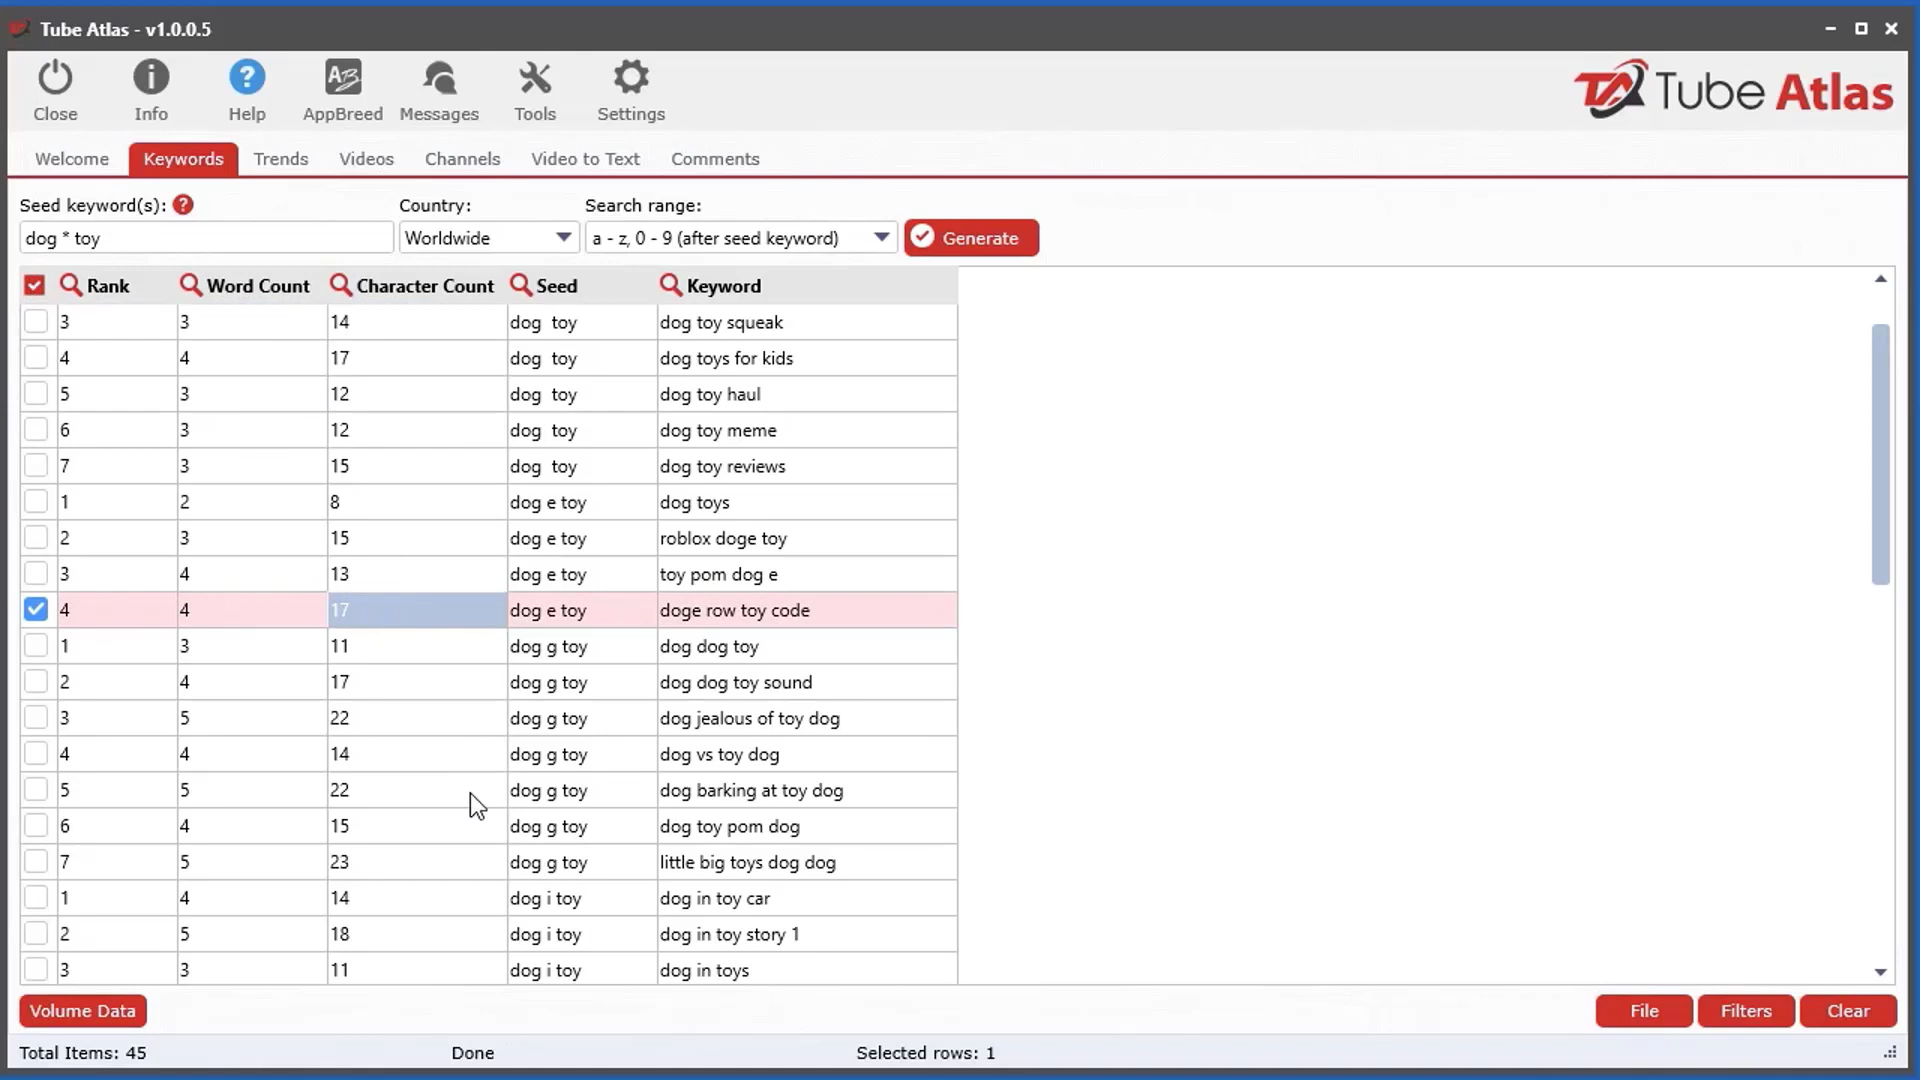 Tube Atlas - v1.0.0.5
Close Info Help AppBreed Messages Tools Settings
Tube Atlas
Welcome Keywords Trends Videos Channels Video to Text Comments
Seed keyword(s): Country: Search range:
dog * toy Worldwide a - z, 0 - 9 (after seed keyword) Generate
Rank Word Count Character Count Seed Keyword
3 3 14 dog  toy dog toy squeak
4 4 17 dog  toy dog toys for kids
5 3 12 dog  toy dog toy haul
6 3 12 dog  toy dog toy meme
7 3 15 dog  toy dog toy reviews
1 2 8 dog e toy dog toys
2 3 15 dog e toy roblox doge toy
3 4 13 dog e toy toy pom dog e
4 4 17 dog e toy doge row toy code
1 3 11 dog g toy dog dog toy
2 4 17 dog g toy dog dog toy sound
3 5 22 dog g toy dog jealous of toy dog
4 4 14 dog g toy dog vs toy dog
5 5 22 dog g toy dog barking at toy dog
6 4 15 dog g toy dog toy pom dog
7 5 23 dog g toy little big toys dog dog
1 4 14 dog i toy dog in toy car
2 5 18 dog i toy dog in toy story 1
3 3 11 dog i toy dog in toys
Volume Data File Filters Clear
Total Items: 45 Done Selected rows: 1